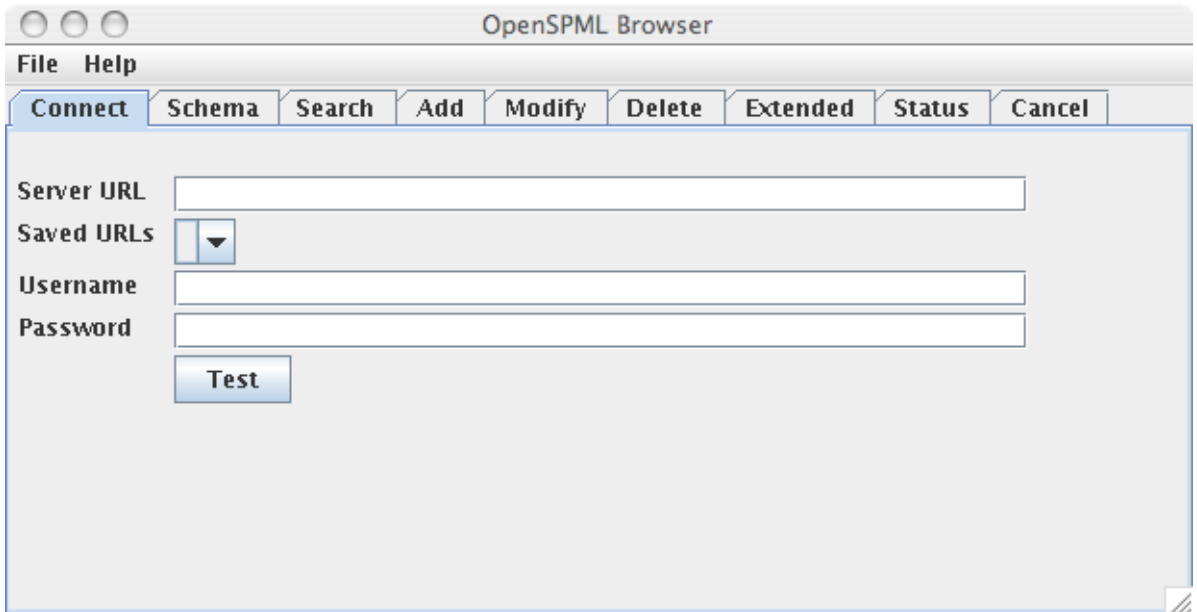 OpenSPML Browser
File Help
Connect Schema Search Add Modify Delete Extended Status Cancel
Server URL
Saved URLs
Username
Password
Test